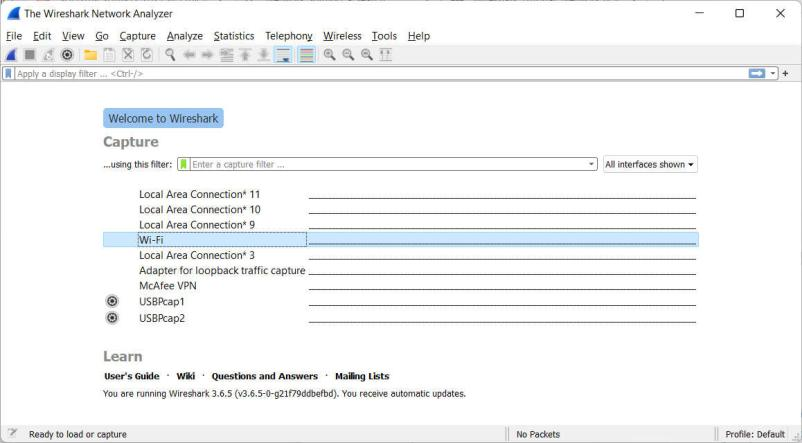 The Wireshark Network Analyzer
File Edit View Go Capture Analyze Statistics Telephony Wireless Tools Help
Apply a display filter ... <Ctrl-/>
Welcome to Wireshark
Capture
...using this filter: Enter a capture filter ... All interfaces shown
Local Area Connection* 11
Local Area Connection* 10
Local Area Connection* 9
Wi-Fi
Local Area Connection* 3
Adapter for loopback traffic capture
McAfee VPN
USBPcap1
USBPcap2
Learn
User's Guide · Wiki · Questions and Answers · Mailing Lists
You are running Wireshark 3.6.5 (v3.6.5-0-g21f79ddbefbd). You receive automatic updates.
Ready to load or capture No Packets Profile: Default